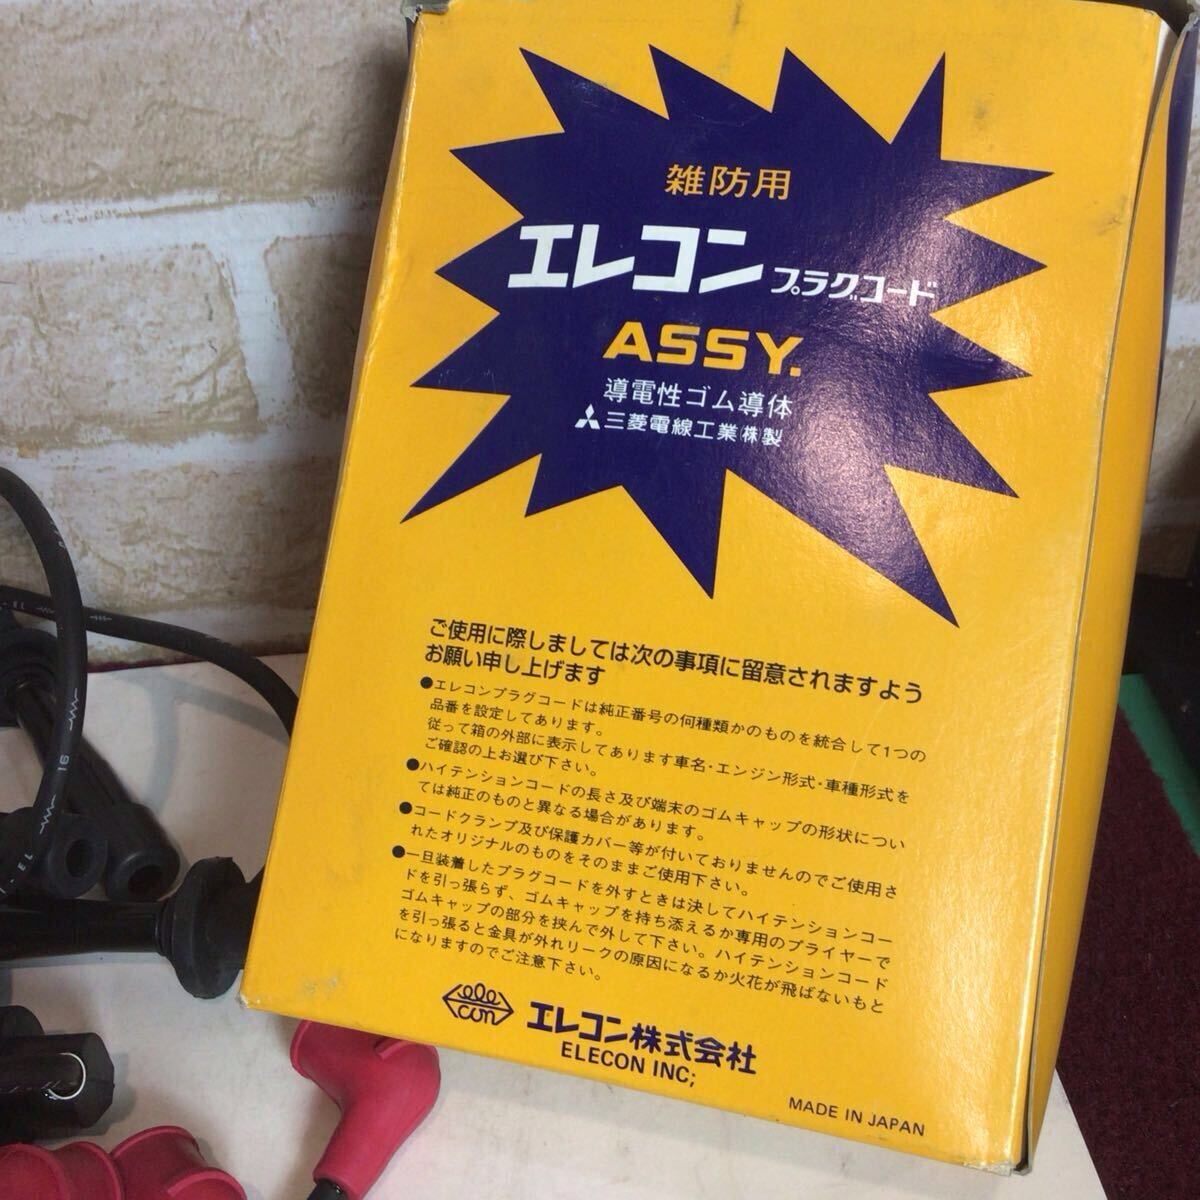 雑防用
エレコン プラグコード
ASSY.
導電性ゴム導体
三菱電線工業㈱製
ご使用に際しましては次の事項に留意されますよう
お願い申し上げます
●エレコンプラグコードは純正番号の何種類かのものを統合して1つの
品番を設定してあります。
従って箱の外部に表示してあります車名・エンジン形式・車種形式を
ご確認の上お選び下さい。
●ハイテンションコードの長さ及び端末のゴムキャップの形状につい
ては純正のものと異なる場合があります。
●コードクランプ及び保護カバー等が付いておりませんのでご使用さ
れたオリジナルのものをそのままご使用下さい。
●一旦装着したプラグコードを外すときは決してハイテンションコー
ドを引っ張らず、ゴムキャップを持ち添えるか専用のプライヤーで
ゴムキャップの部分を挟んで外して下さい。ハイテンションコード
を引っ張ると金具が外れリークの原因になるか火花が飛ばないもと
になりますのでご注意下さい。
elecon
エレコン株式会社
ELECON INC;
MADE IN JAPAN